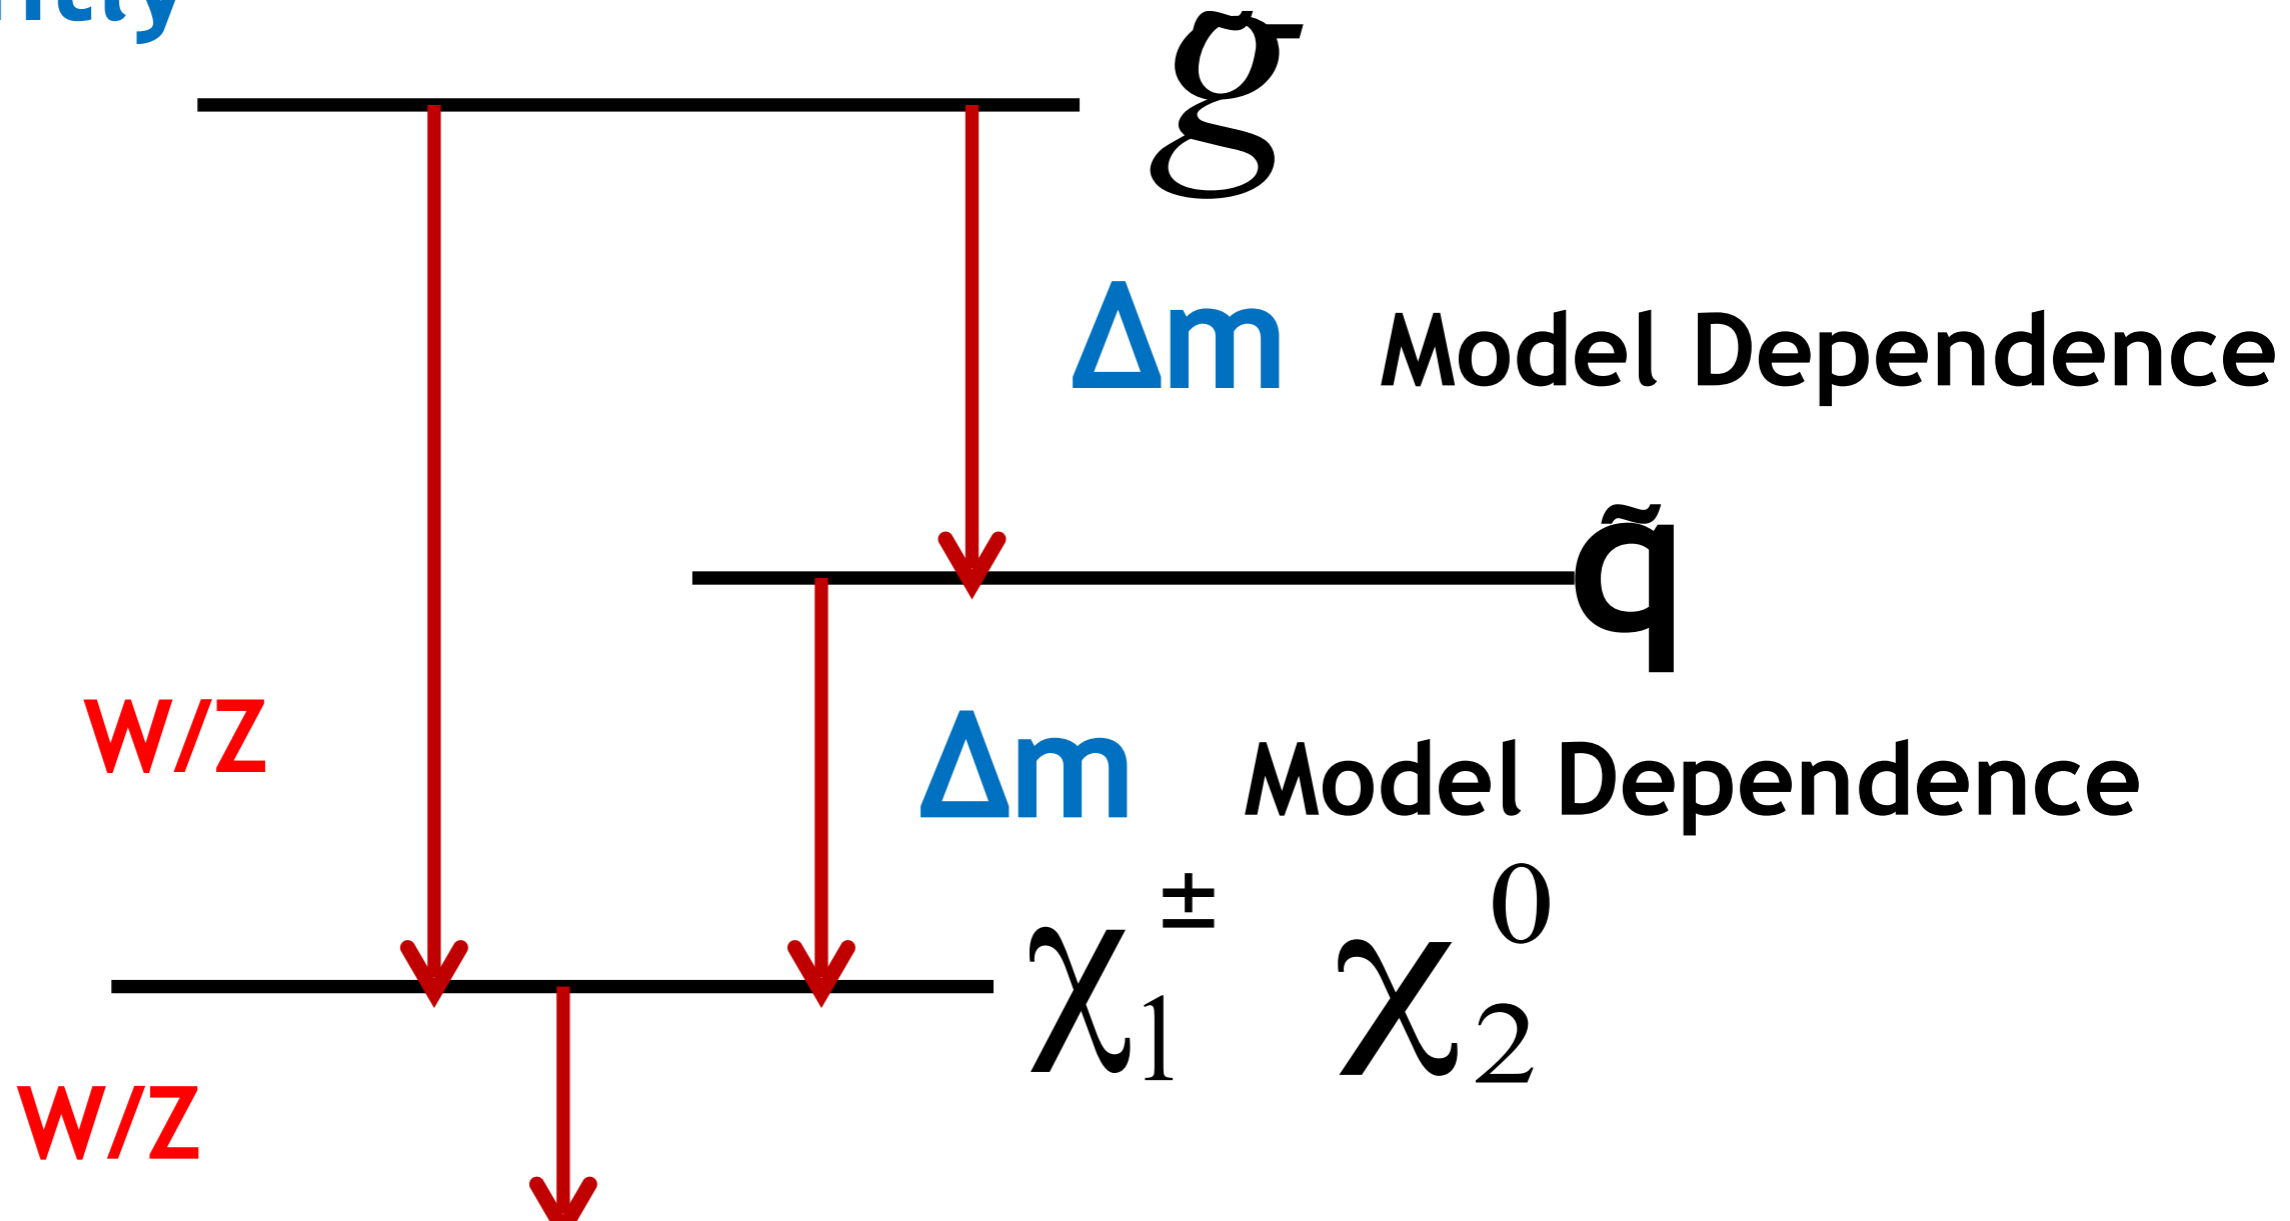 g̃
Δm Model Dependence
q̃
W/Z
Δm Model Dependence
χ₁± χ₂⁰
W/Z